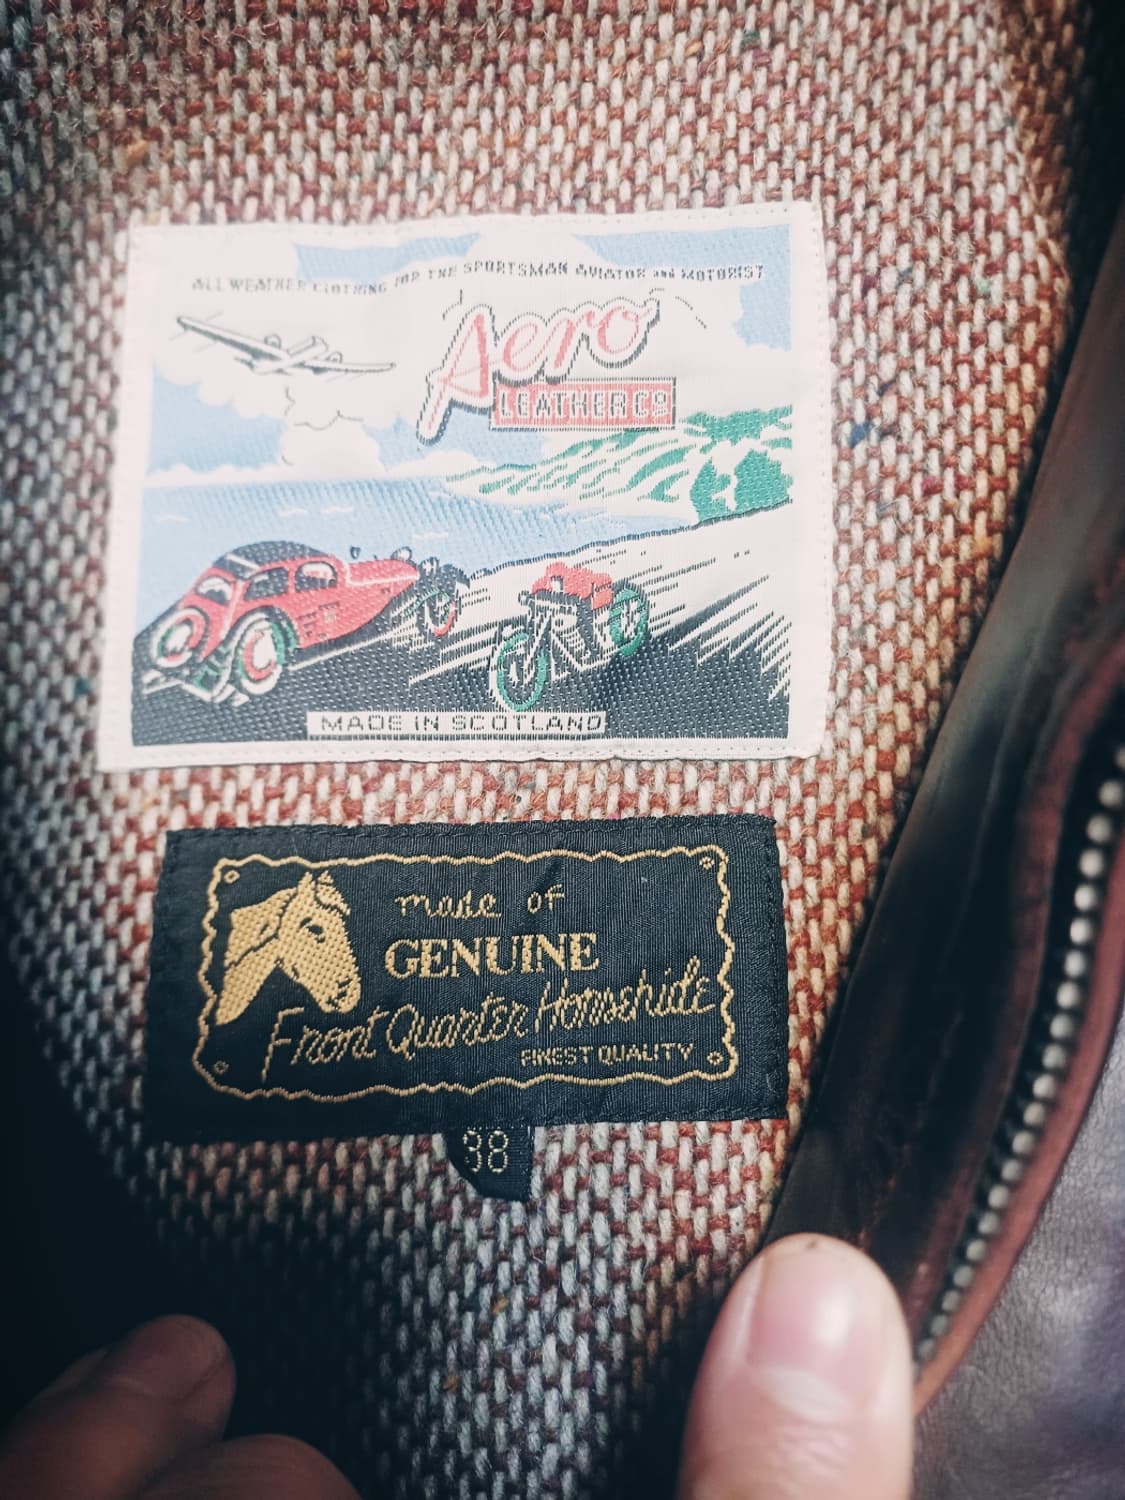 ALL WEATHER CLOTHING FOR THE SPORTSMAN AVIATOR AND MOTORIST
Aero
LEATHER CO
MADE IN SCOTLAND
made of
GENUINE
Front Quarter Horsehide
FINEST QUALITY
38